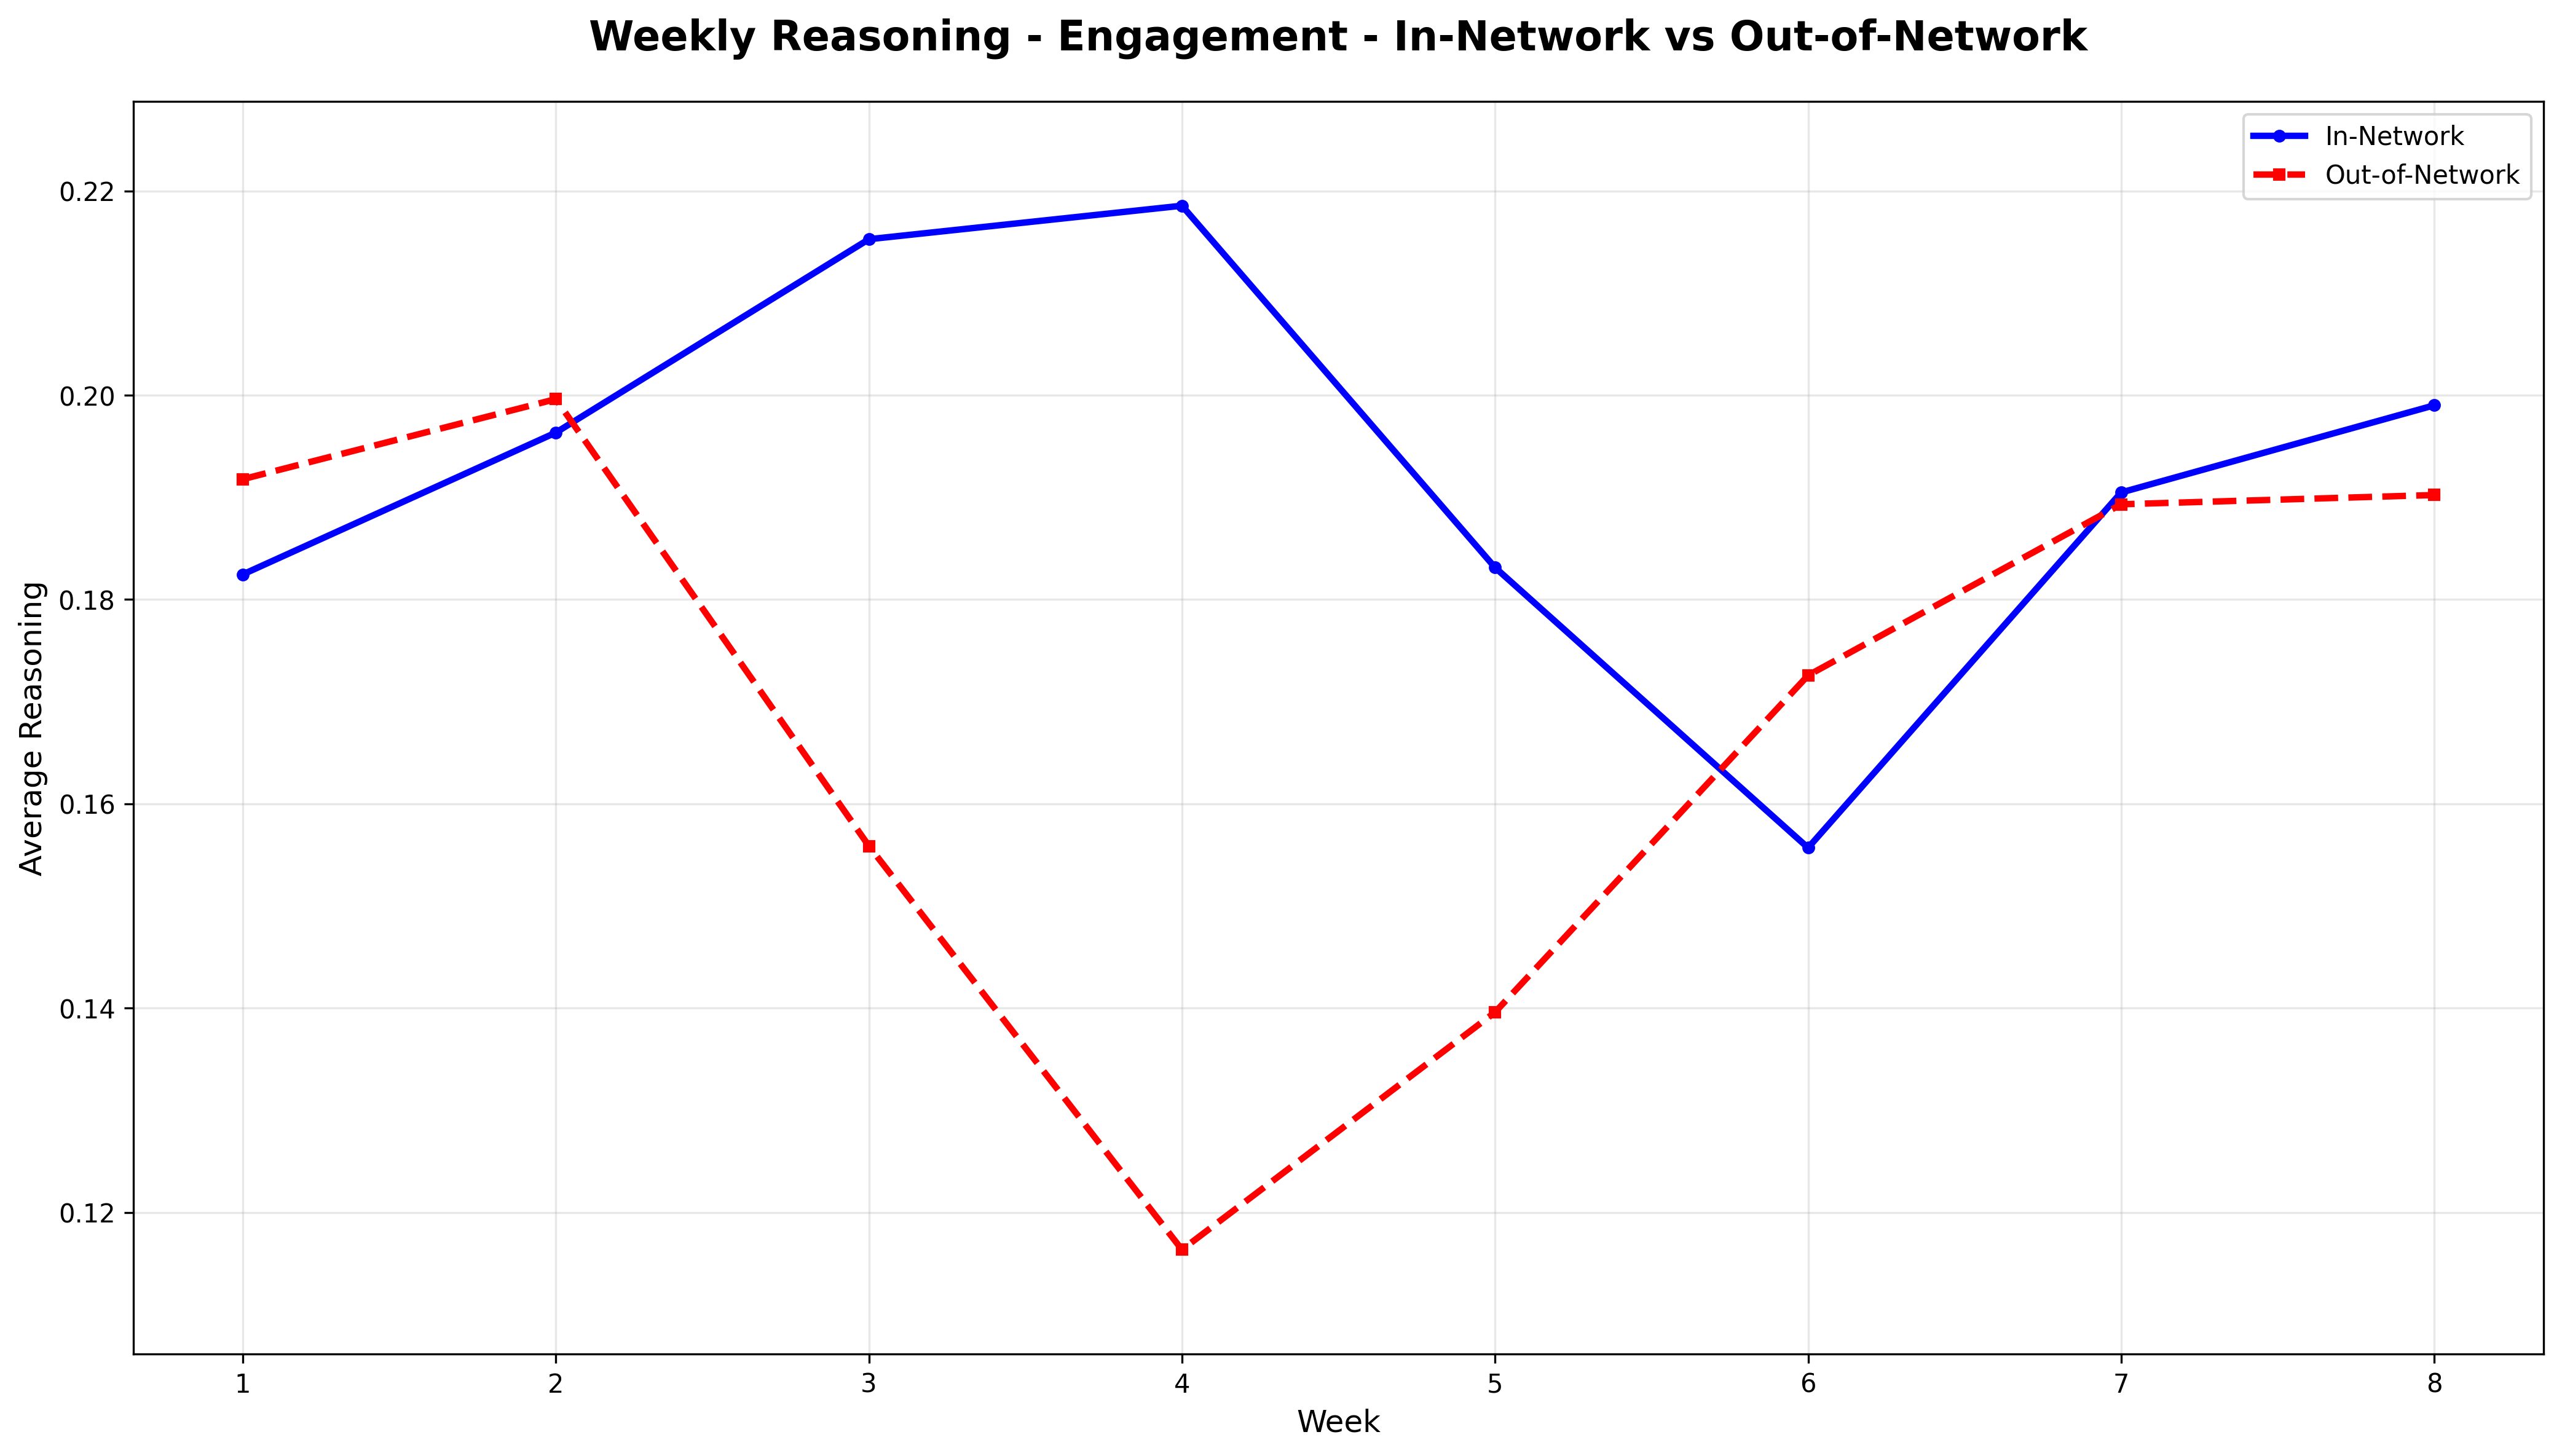 Weekly Reasoning - Engagement - In-Network vs Out-of-Network
In-Network
Out-of-Network
Average Reasoning
0.22
0.20
0.18
0.16
0.14
0.12
1 2 3 4 5 6 7 8
Week